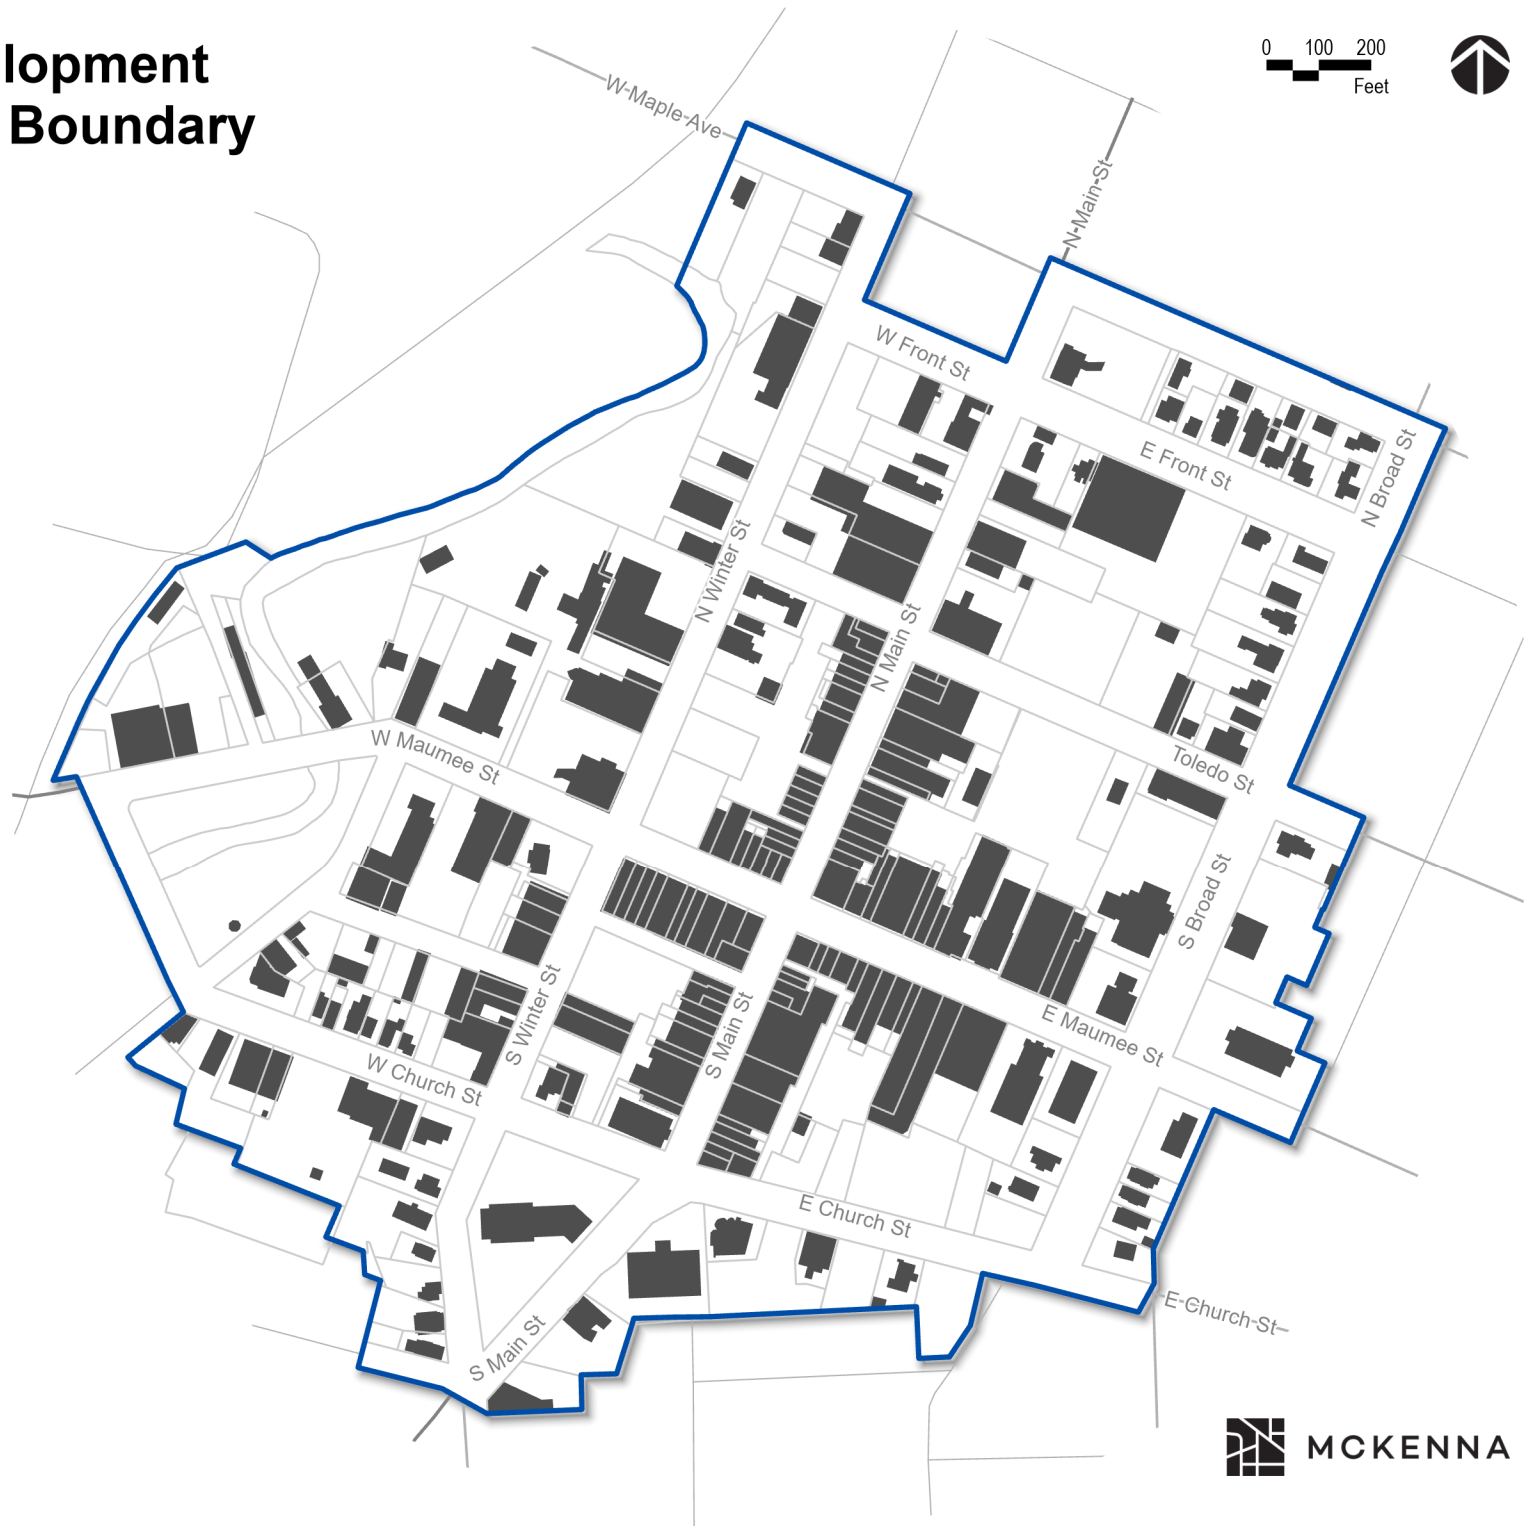 lopment
Boundary
0 100 200
Feet
W Maple Ave
N Main St
W Front St
E Front St
N Broad St
N Winter St
N Main St
W Maumee St
Toledo St
S Broad St
S Winter St
S Main St
E Maumee St
W Church St
E Church St
E Church St
S Main St
MCKENNA